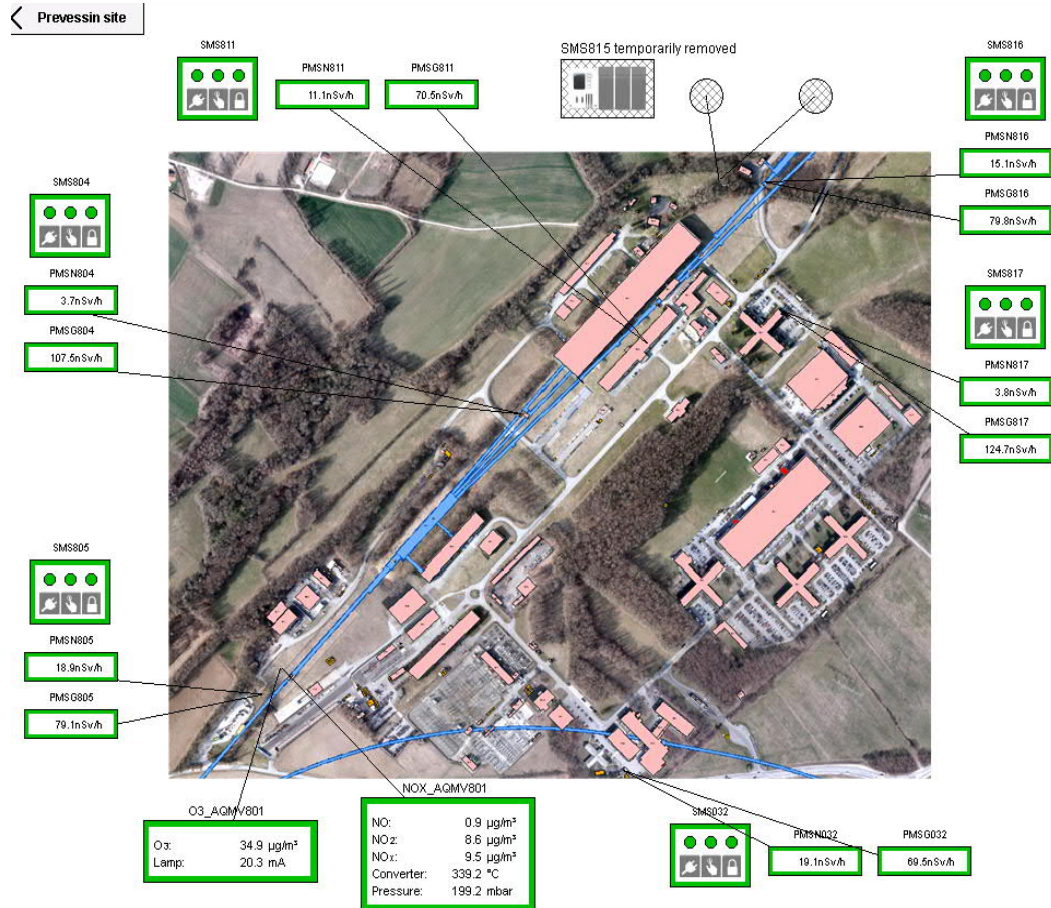 Prevessin site
SMS811
PMSN811
11.1nSv/h
PMSG811
70.5nSv/h
SMS815 temporarily removed
SMS816
PMSN816
15.1nSv/h
PMSG816
79.8nSv/h
SMS804
PMSN804
3.7nSv/h
PMSG804
107.5nSv/h
SMS817
PMSN817
3.8nSv/h
PMSG817
124.7nSv/h
SMS805
PMSN805
18.9nSv/h
PMSG805
79.1nSv/h
O3_AQMV801
O3: 34.9 µg/m³
Lamp: 20.3 mA
NOX_AQMV801
NO: 0.9 µg/m³
NO2: 8.6 µg/m³
NOx: 9.5 µg/m³
Converter: 339.2 °C
Pressure: 199.2 mbar
SMS032
PMSN032
19.1nSv/h
PMSG032
69.5nSv/h